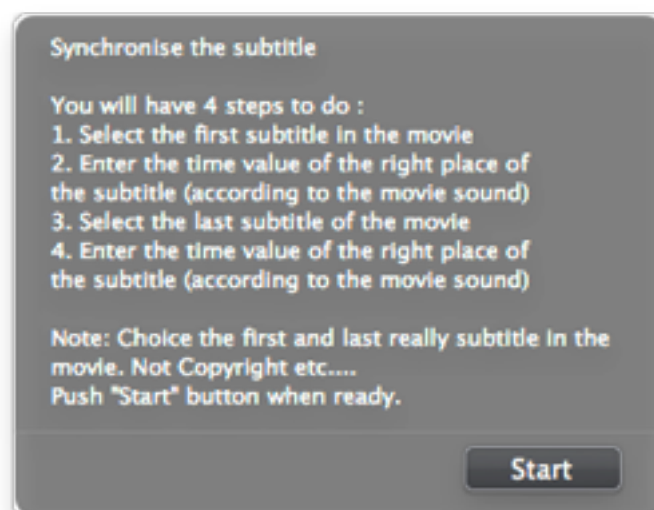 Synchronise the subtitle
You will have 4 steps to do :
1. Select the first subtitle in the movie
2. Enter the time value of the right place of
the subtitle (according to the movie sound)
3. Select the last subtitle of the movie
4. Enter the time value of the right place of
the subtitle (according to the movie sound)
Note: Choice the first and last really subtitle in the
movie. Not Copyright etc....
Push "Start" button when ready.
Start